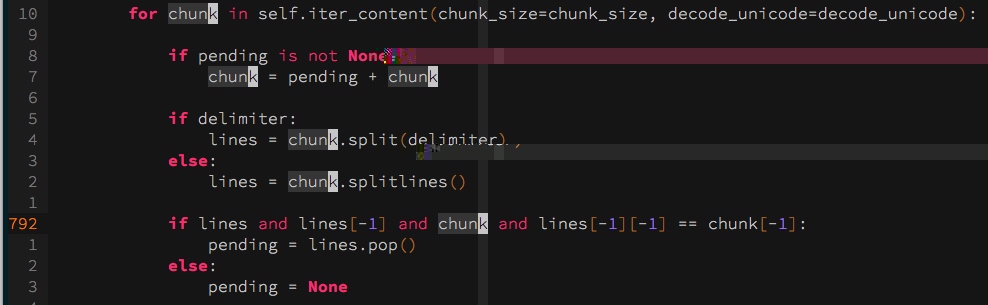 10 for chunk in self.iter_content(chunk_size=chunk_size, decode_unicode=decode_unicode):
9
8 if pending is not None
7 chunk = pending + chunk
6
5 if delimiter:
4 lines = chunk.split(delimiter)
3 else:
2 lines = chunk.splitlines()
1
792 if lines and lines[-1] and chunk and lines[-1][-1] == chunk[-1]:
1 pending = lines.pop()
2 else:
3 pending = None